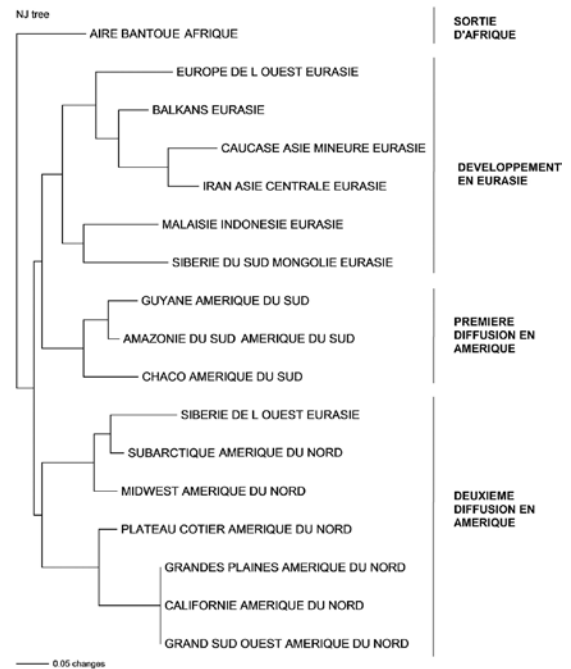 NJ tree
AIRE BANTOUE AFRIQUE
SORTIE
D'AFRIQUE
EUROPE DE L OUEST EURASIE
BALKANS EURASIE
CAUCASE ASIE MINEURE EURASIE
IRAN ASIE CENTRALE EURASIE
MALAISIE INDONESIE EURASIE
SIBERIE DU SUD MONGOLIE EURASIE
DEVELOPPEMENT
EN EURASIE
GUYANE AMERIQUE DU SUD
AMAZONIE DU SUD AMERIQUE DU SUD
CHACO AMERIQUE DU SUD
PREMIERE
DIFFUSION EN
AMERIQUE
SIBERIE DE L OUEST EURASIE
SUBARCTIQUE AMERIQUE DU NORD
MIDWEST AMERIQUE DU NORD
PLATEAU COTIER AMERIQUE DU NORD
GRANDES PLAINES AMERIQUE DU NORD
CALIFORNIE AMERIQUE DU NORD
GRAND SUD OUEST AMERIQUE DU NORD
DEUXIEME
DIFFUSION EN
AMERIQUE
0.05 changes